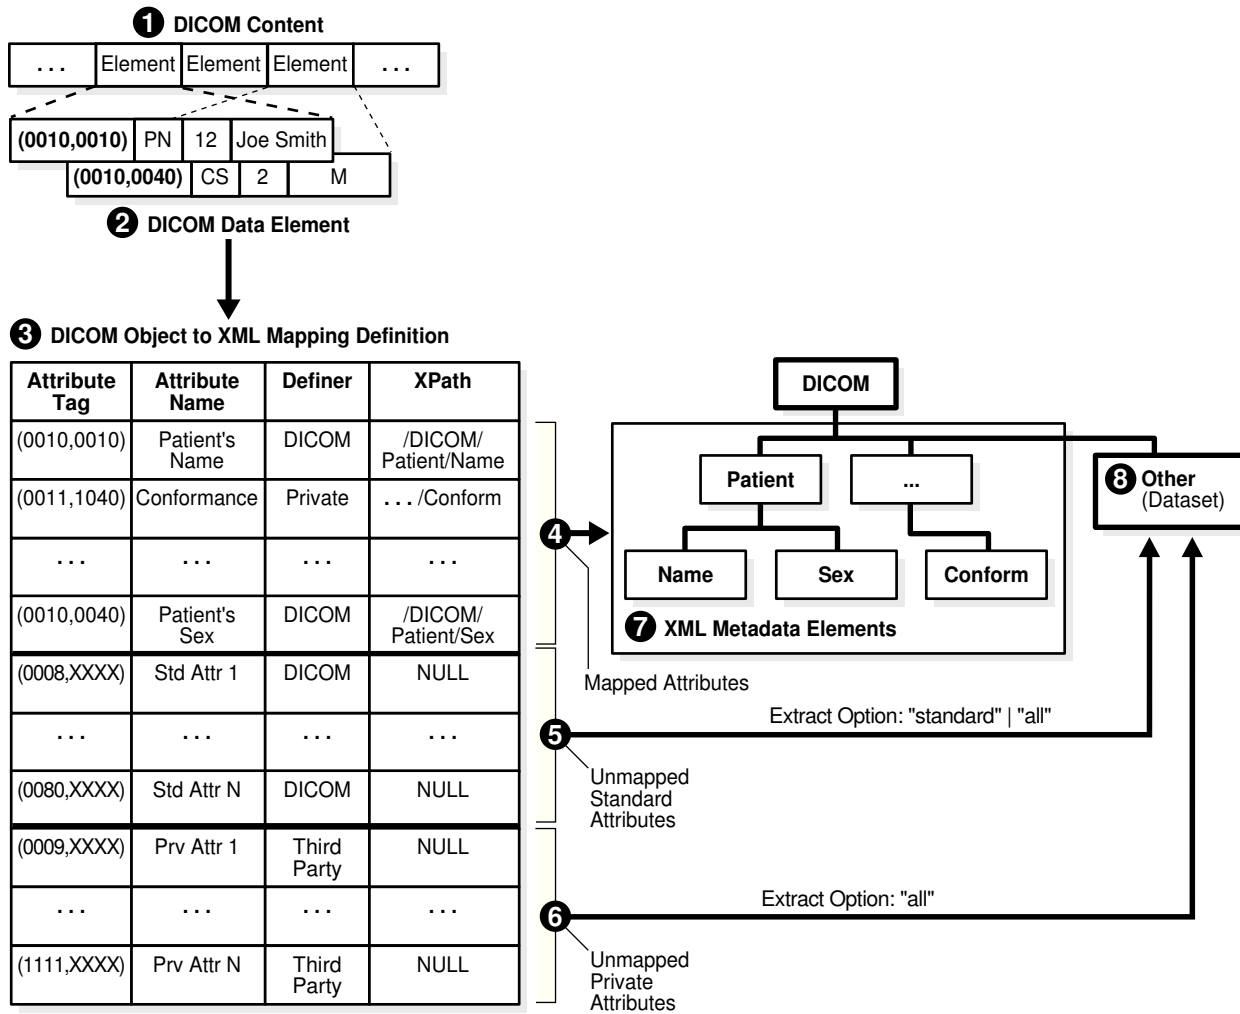 1 DICOM Content
... Element Element Element ...
(0010,0010) PN 12 Joe Smith
(0010,0040) CS 2 M
2 DICOM Data Element
3 DICOM Object to XML Mapping Definition
Attribute Tag Attribute Name Definer XPath
(0010,0010) Patient's Name DICOM /DICOM/Patient/Name
(0011,1040) Conformance Private .../Conform
... ... ... ...
(0010,0040) Patient's Sex DICOM /DICOM/Patient/Sex
(0008,XXXX) Std Attr 1 DICOM NULL
... ... ... ...
(0080,XXXX) Std Attr N DICOM NULL
(0009,XXXX) Prv Attr 1 Third Party NULL
... ... ... ...
(1111,XXXX) Prv Attr N Third Party NULL
4
Mapped Attributes
5
Unmapped
Standard
Attributes
6
Unmapped
Private
Attributes
DICOM
Patient ...
Name Sex Conform
7 XML Metadata Elements
8 Other
(Dataset)
Extract Option: "standard" | "all"
Extract Option: "all"